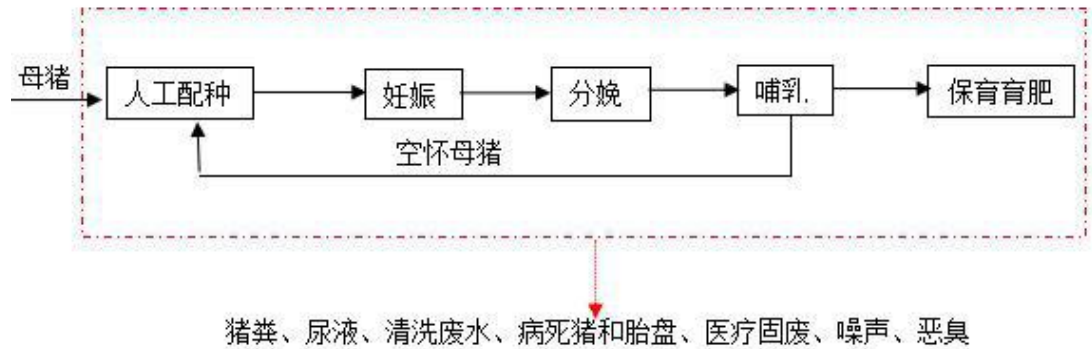 母猪
人工配种
妊娠
分娩
哺乳.
保育育肥
空怀母猪
猪粪、尿液、清洗废水、病死猪和胎盘、医疗固废、噪声、恶臭